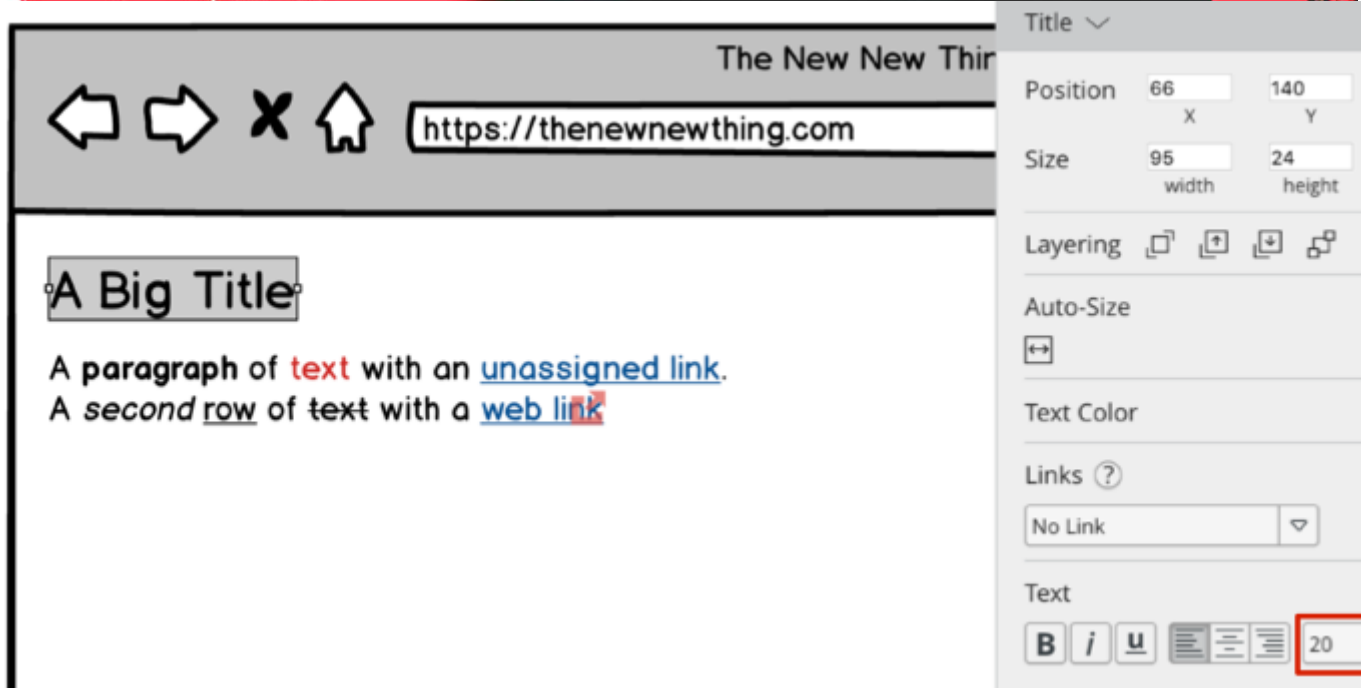 The New New Thin
https://thenewnewthing.com
A Big Title
A paragraph of text with an unassigned link.
A second row of text with a web link
Title
Position 66 140
X Y
Size 95 24
width height
Layering
Auto-Size
Text Color
Links ?
No Link
Text
B i u 20